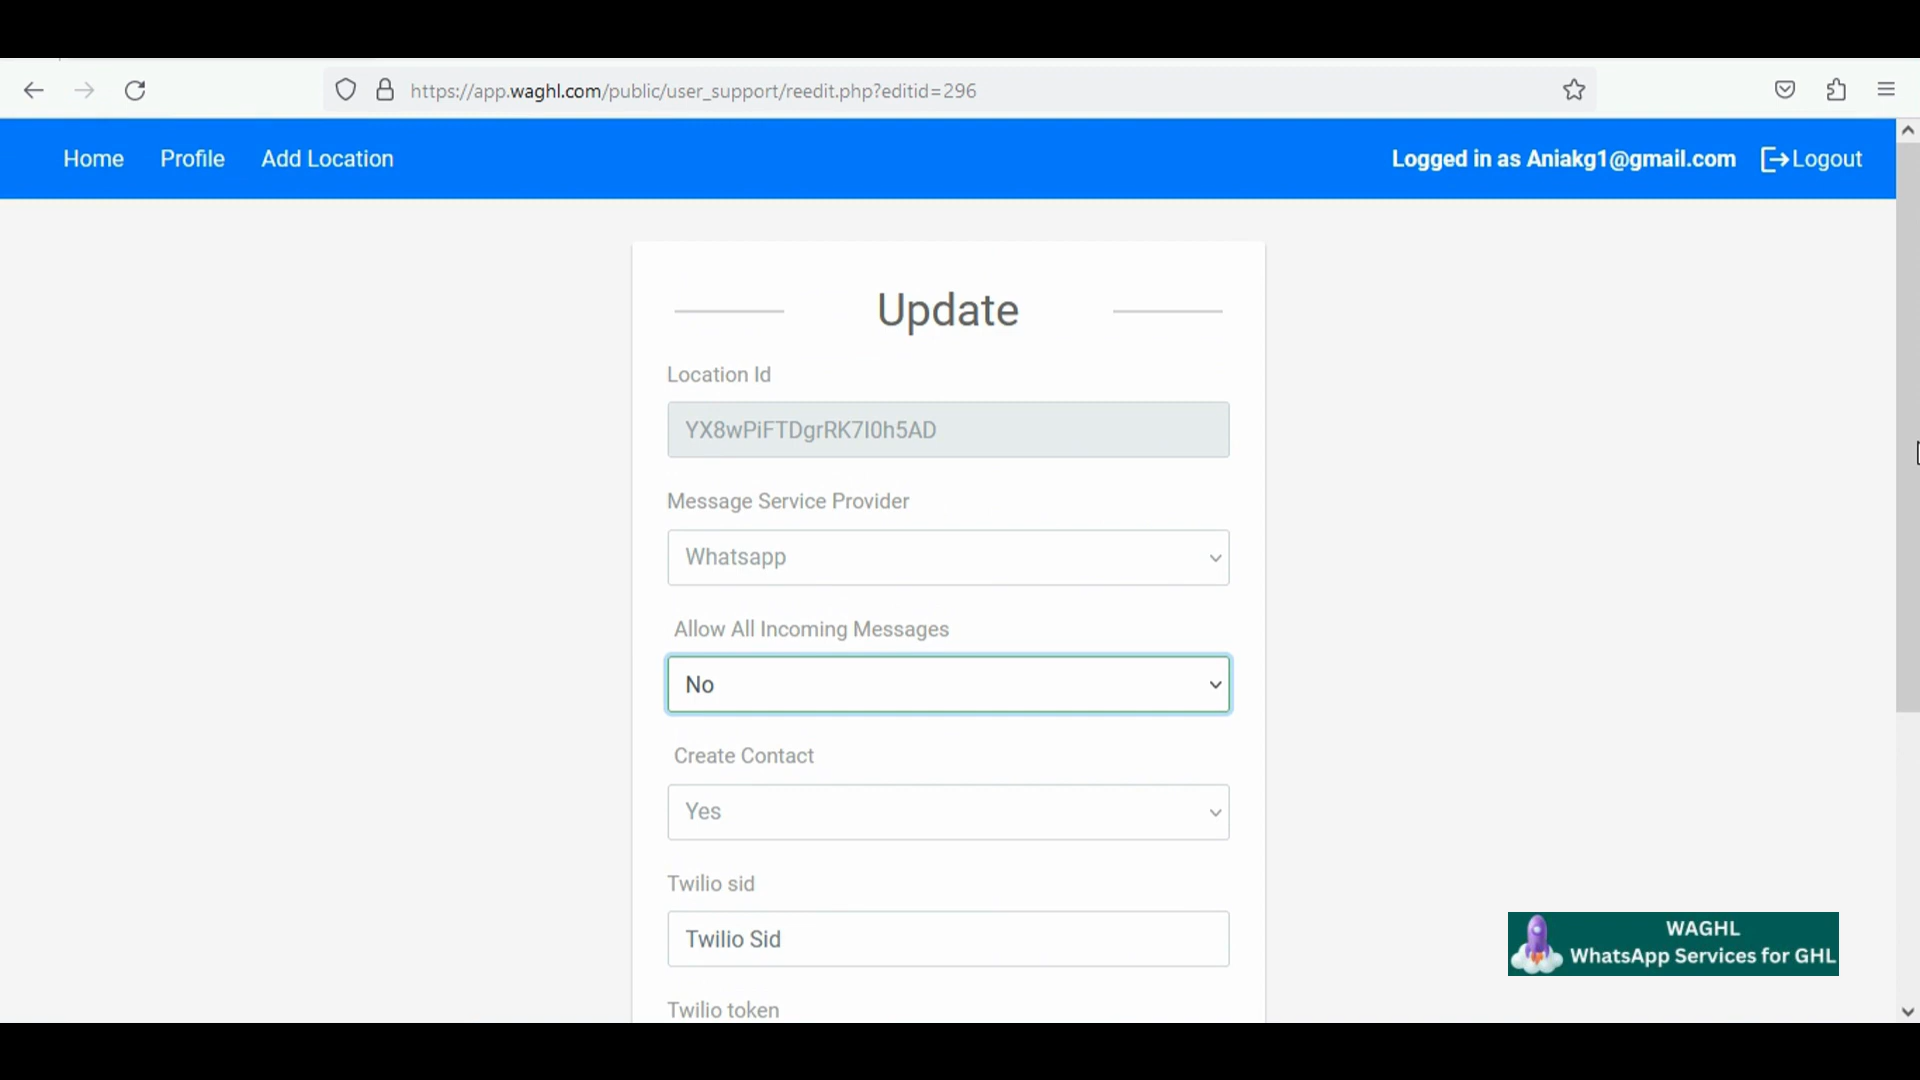 https://app.waghl.com/public/user_support/reedit.php?editid=296
Home Profile Add Location Logged in as Aniakg1@gmail.com Logout
Update
Location Id
YX8wPiFTDgrRK7I0h5AD
Message Service Provider
Whatsapp
Allow All Incoming Messages
No
Create Contact
Yes
Twilio sid
Twilio Sid
Twilio token
WAGHL
WhatsApp Services for GHL